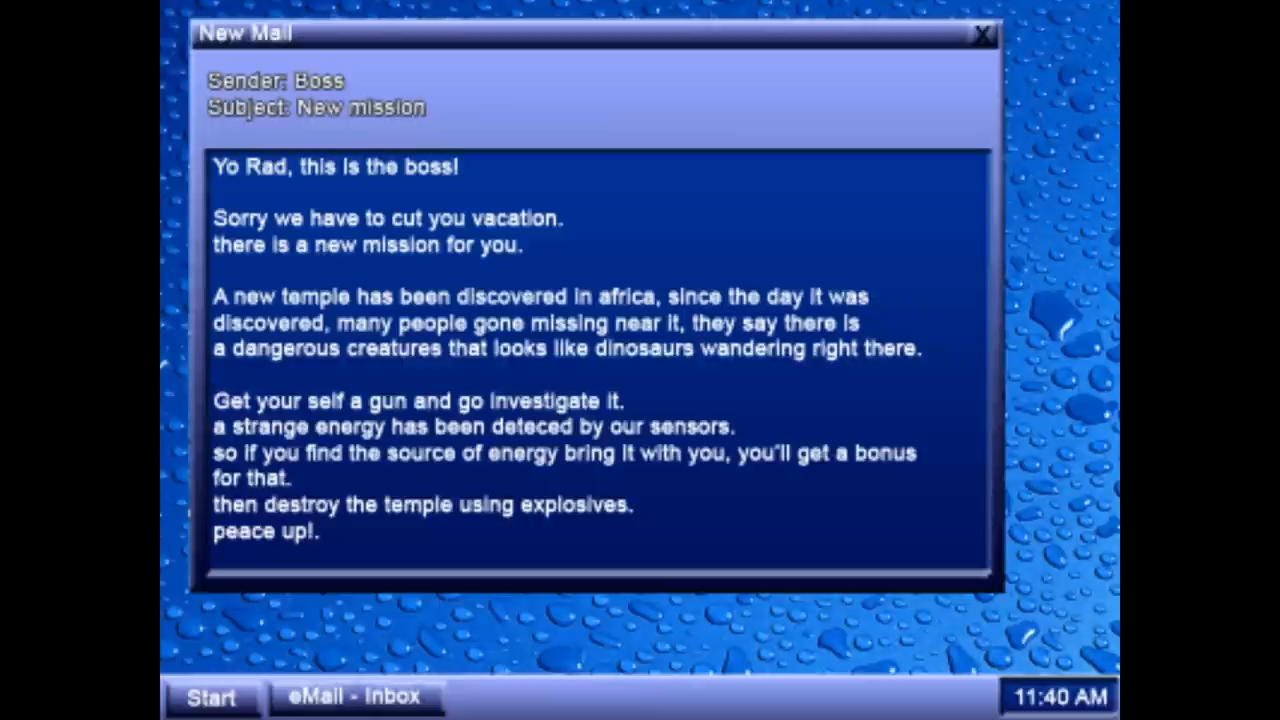 New Mail
X
Sender: Boss
Subject: New mission
Yo Rad, this is the boss!
Sorry we have to cut you vacation.
there is a new mission for you.
A new temple has been discovered in africa, since the day it was
discovered, many people gone missing near it, they say there is
a dangerous creatures that looks like dinosaurs wandering right there.
Get your self a gun and go investigate it.
a strange energy has been deteced by our sensors.
so if you find the source of energy bring it with you, you'll get a bonus
for that.
then destroy the temple using explosives.
peace up!.
Start
eMail - Inbox
11:40 AM